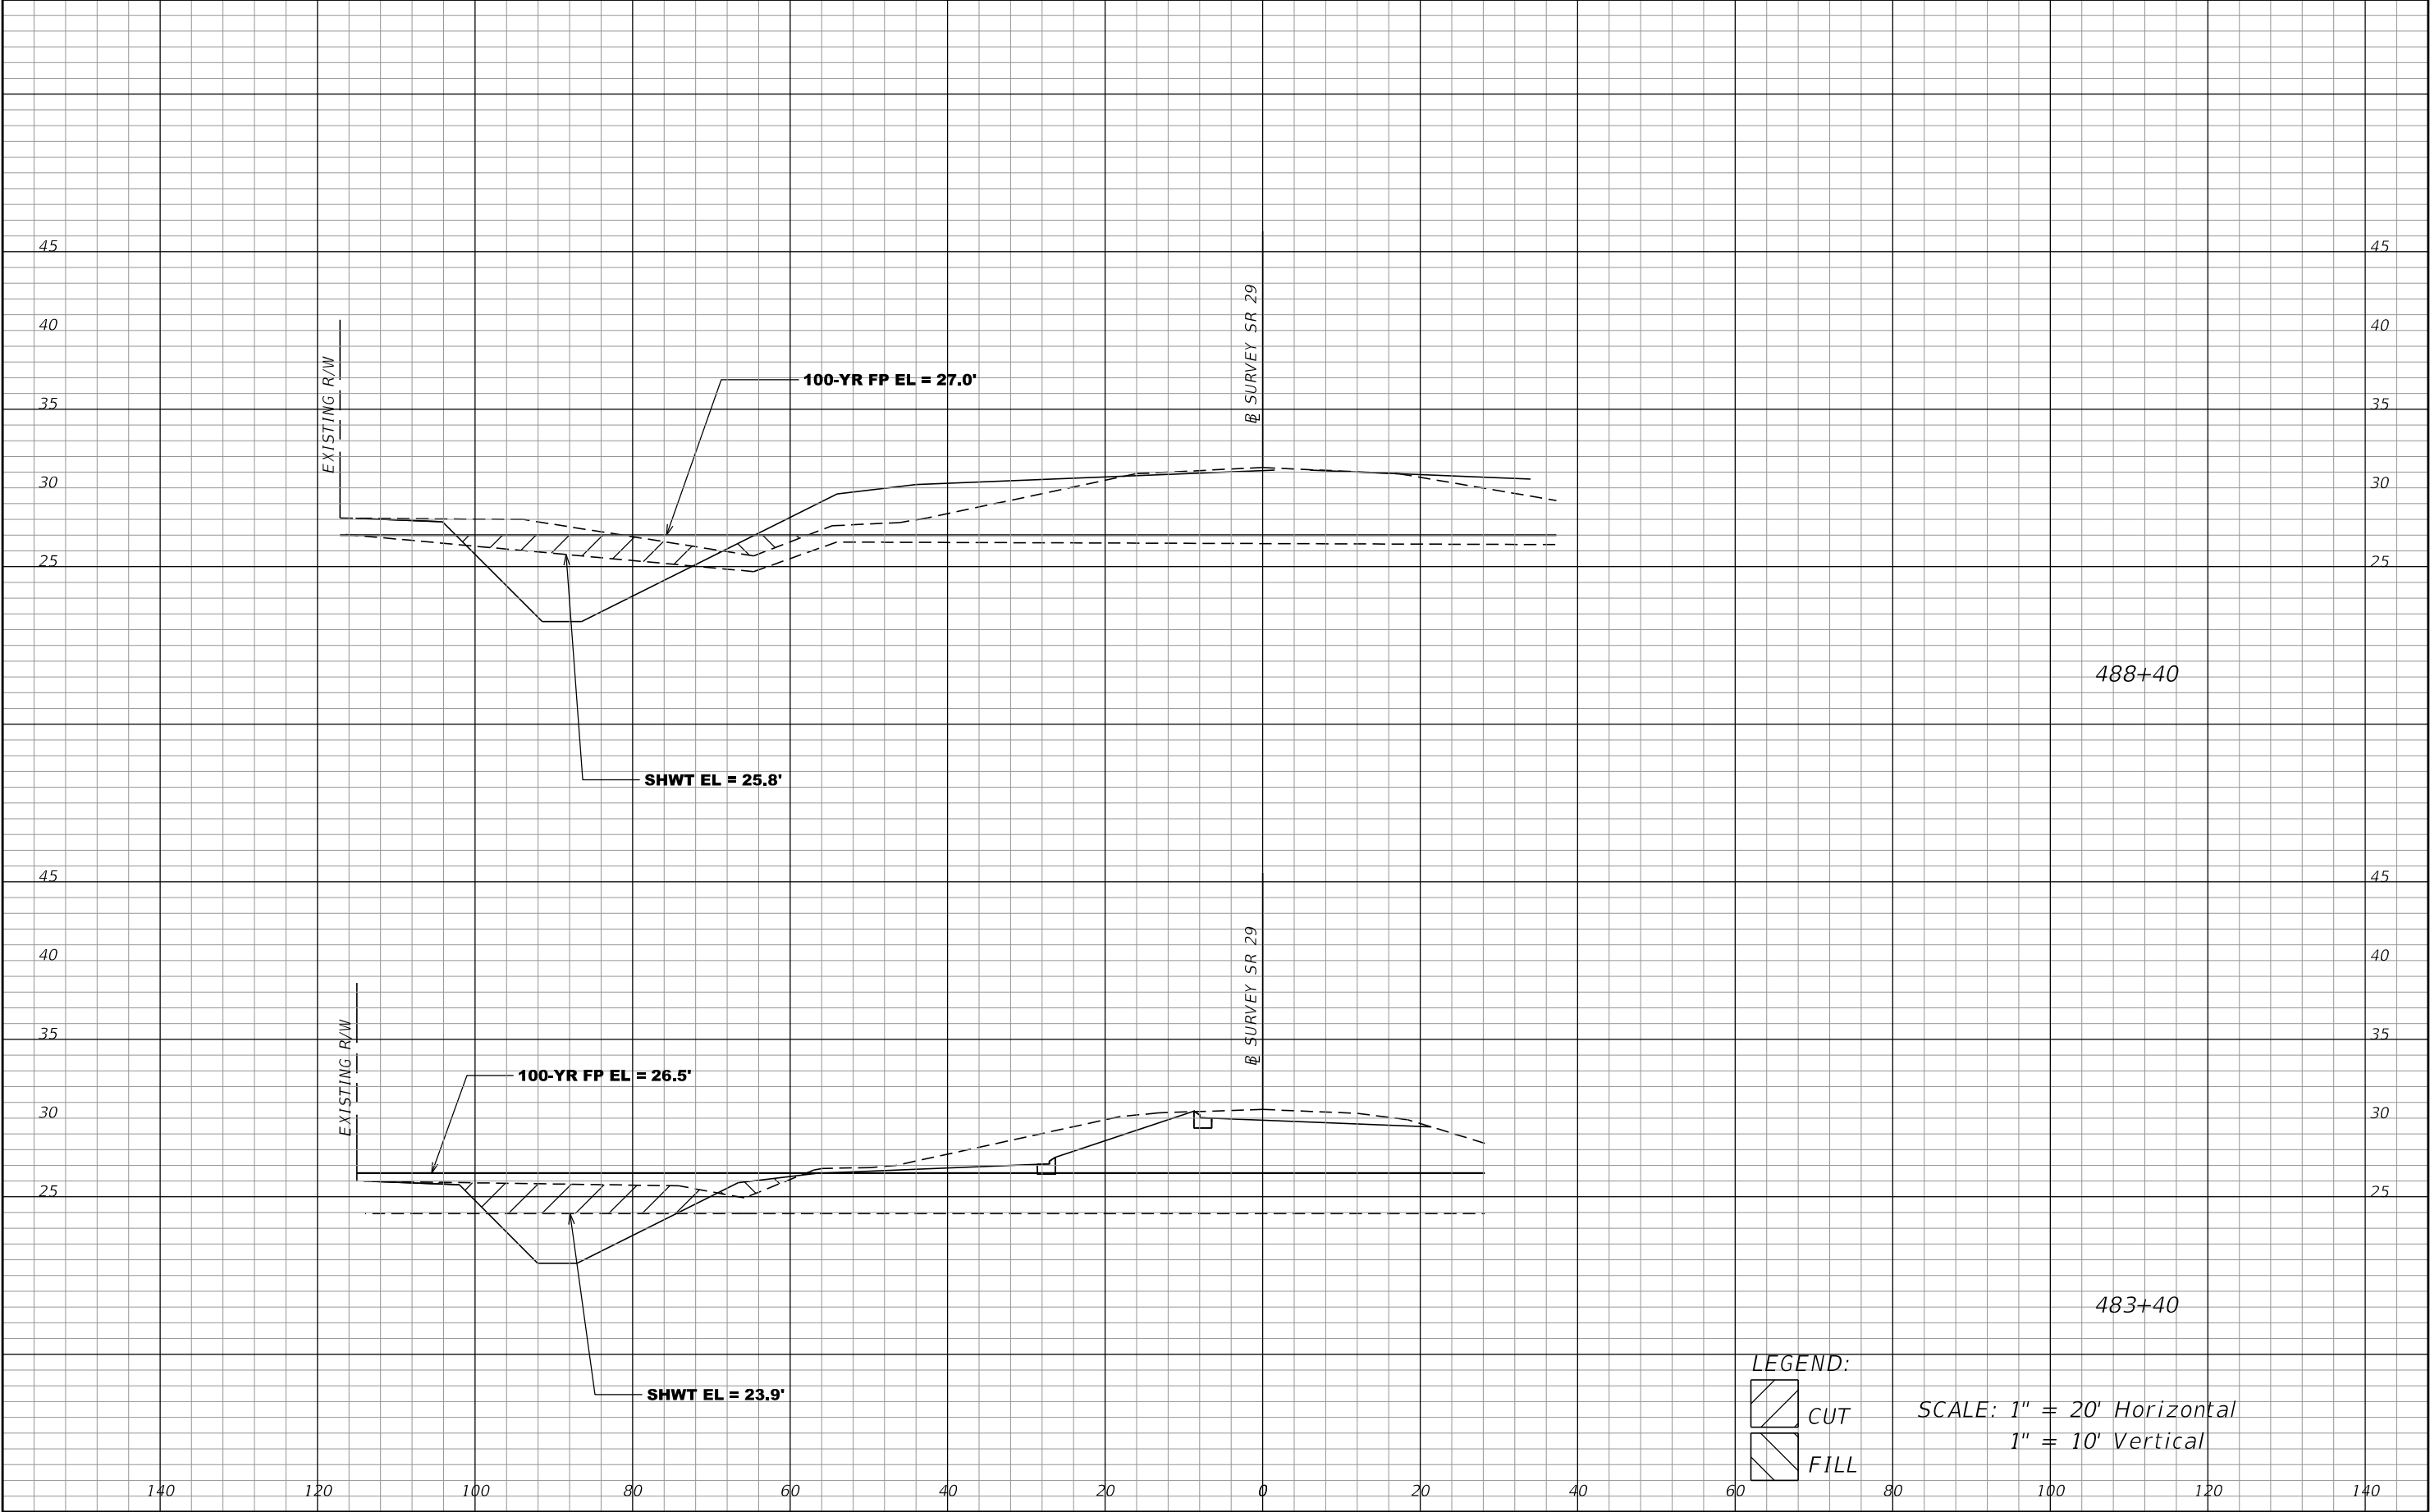 45 45
40 40
EXISTING R/W
℄ SURVEY SR 29
100-YR FP EL = 27.0'
35 35
30 30
25 25
488+40
SHWT EL = 25.8'
45 45
40 40
EXISTING R/W
℄ SURVEY SR 29
35 35
100-YR FP EL = 26.5'
30 30
25 25
483+40
LEGEND:
SHWT EL = 23.9'
CUT
FILL
SCALE: 1" = 20' Horizontal
1" = 10' Vertical
140 120 100 80 60 40 20 0 20 40 60 80 100 120 140